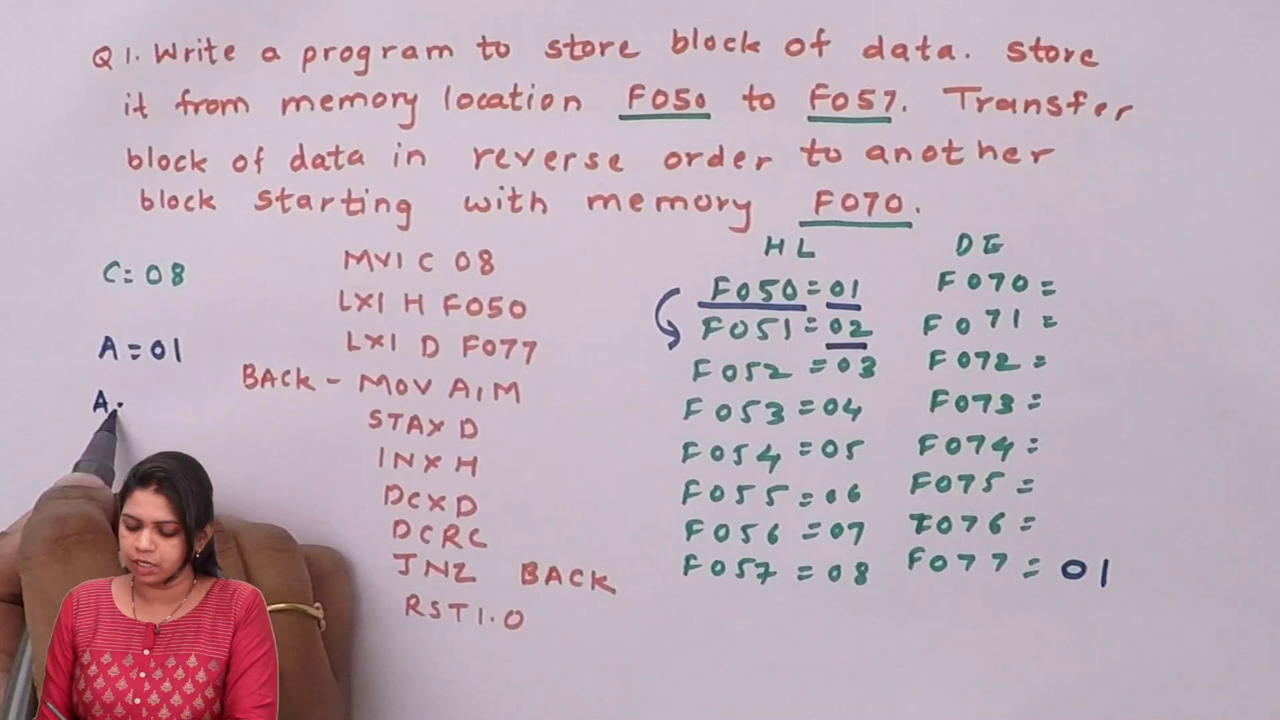 Q1. Write a program to store block of data. store
it from memory location F050 to F057. Transfer
block of data in reverse order to another
block starting with memory F070.
C=08
A=01
A=
MVI C 08
LXI H F050
LXI D F077
BACK - MOV A,M
STAX D
INX H
DCX D
DCR C
JNZ BACK
RST1.0
HL DE
F050=01 F070=
F051=02 F071=
F052=03 F072=
F053=04 F073=
F054=05 F074=
F055=06 F075=
F056=07 F076=
F057=08 F077=01